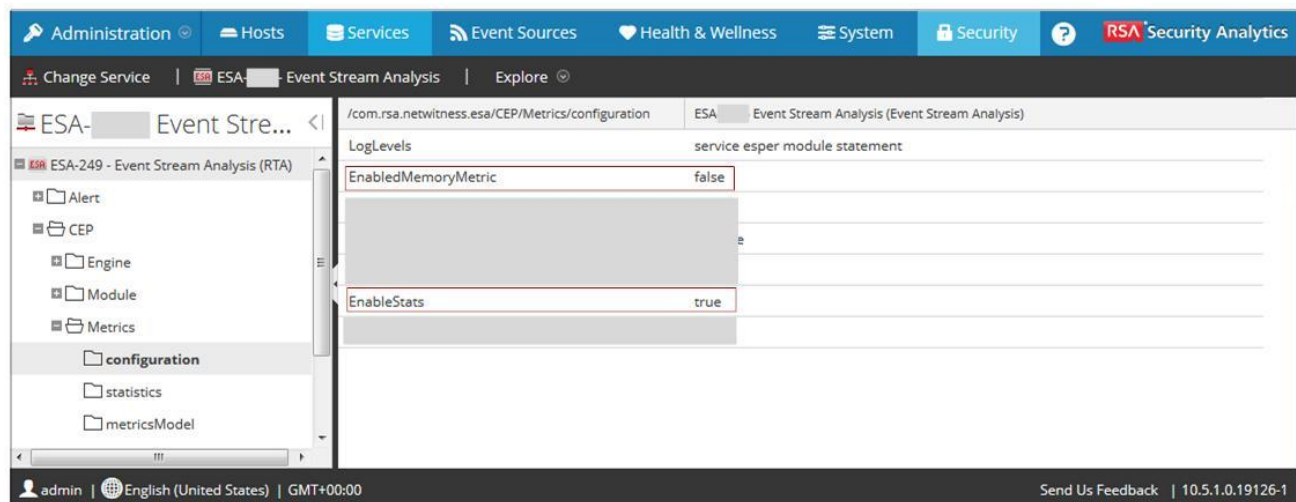 Administration Hosts Services Event Sources Health & Wellness System Security ? RSA Security Analytics
Change Service | ESA ESA- - Event Stream Analysis | Explore
ESA- Event Stre...
ESA ESA-249 - Event Stream Analysis (RTA)
Alert
CEP
Engine
Module
Metrics
configuration
statistics
metricsModel
/com.rsa.netwitness.esa/CEP/Metrics/configuration ESA Event Stream Analysis (Event Stream Analysis)
LogLevels service esper module statement
EnabledMemoryMetric false
e
EnableStats true
admin | English (United States) | GMT+00:00 Send Us Feedback | 10.5.1.0.19126-1